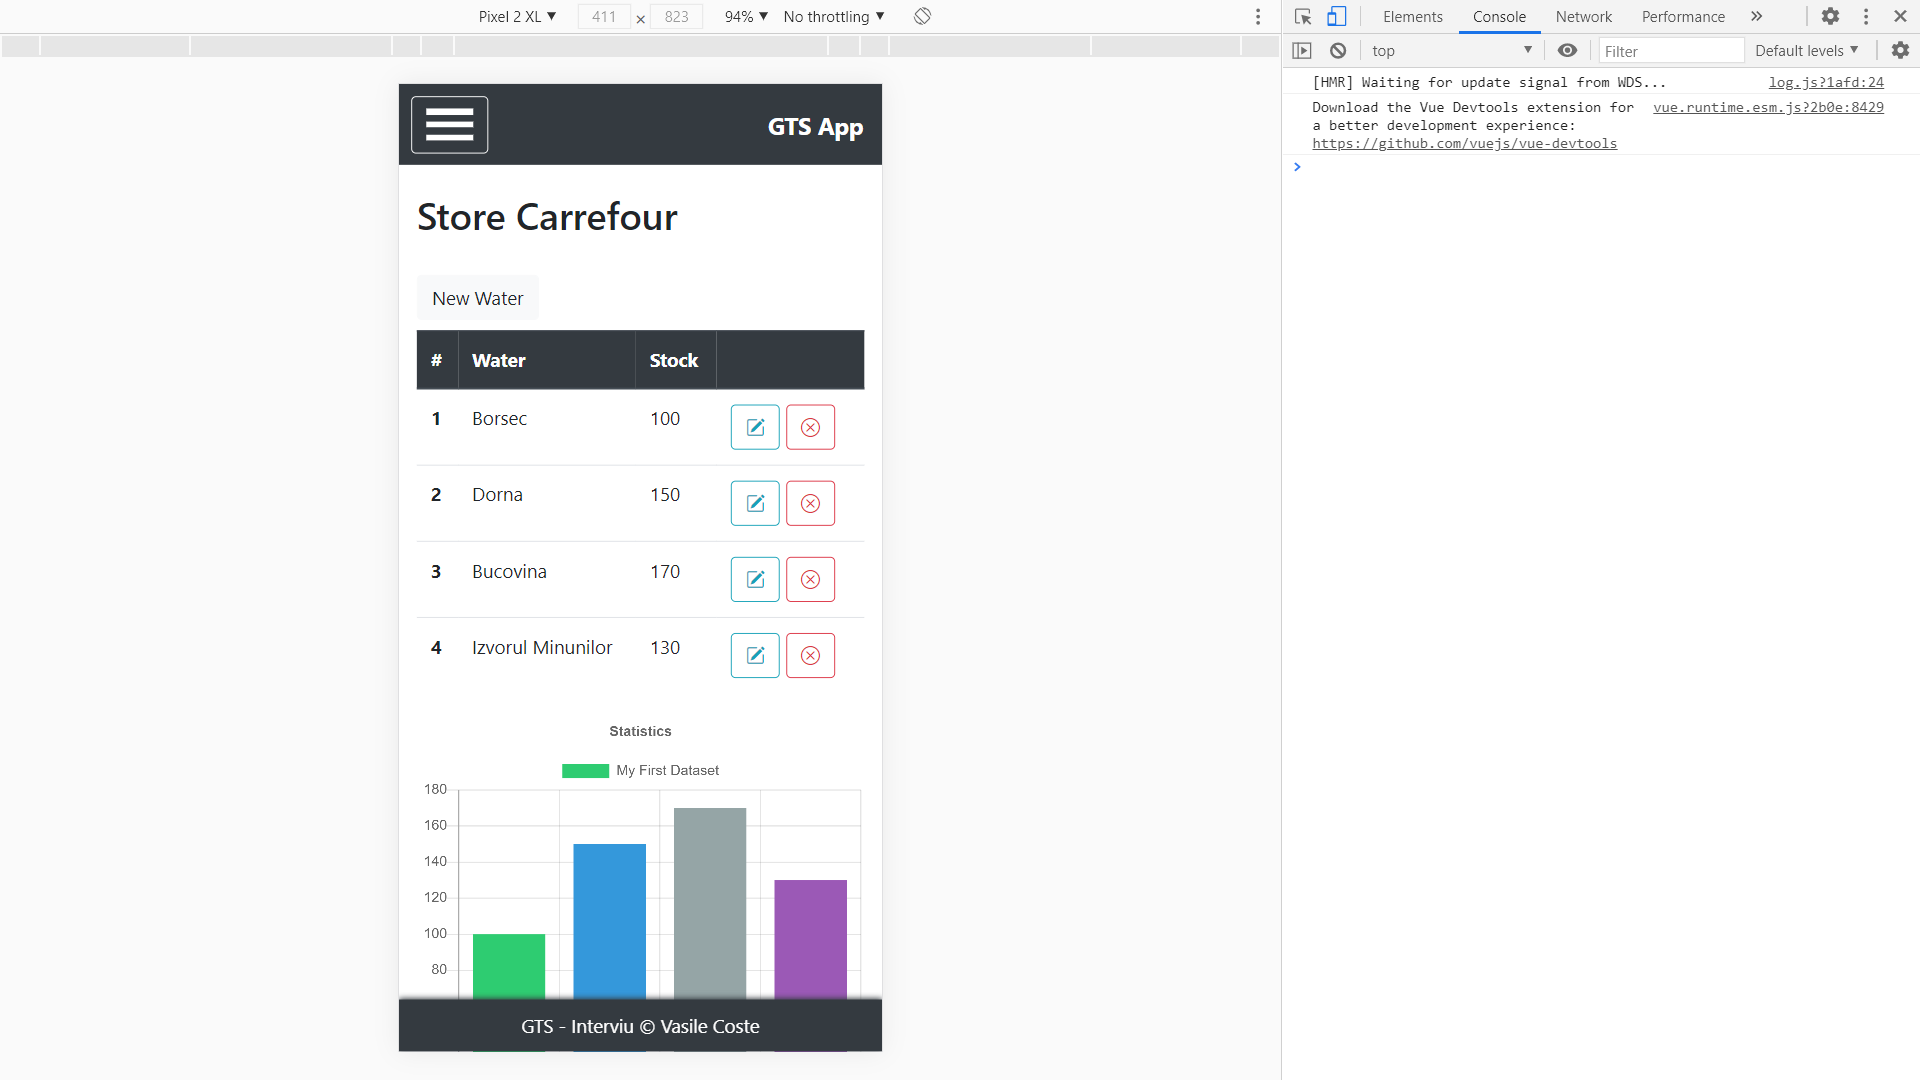 Pixel 2 XL ▼ 411 × 823 94% ▼ No throttling ▼
Elements Console Network Performance »
top ▼ Filter Default levels ▼
[HMR] Waiting for update signal from WDS... log.js?1afd:24
Download the Vue Devtools extension for vue.runtime.esm.js?2b0e:8429
a better development experience:
https://github.com/vuejs/vue-devtools
>
GTS App
Store Carrefour
New Water
# Water Stock
1 Borsec 100
2 Dorna 150
3 Bucovina 170
4 Izvorul Minunilor 130
Statistics
My First Dataset
180
160
140
120
100
80
GTS - Interviu © Vasile Coste